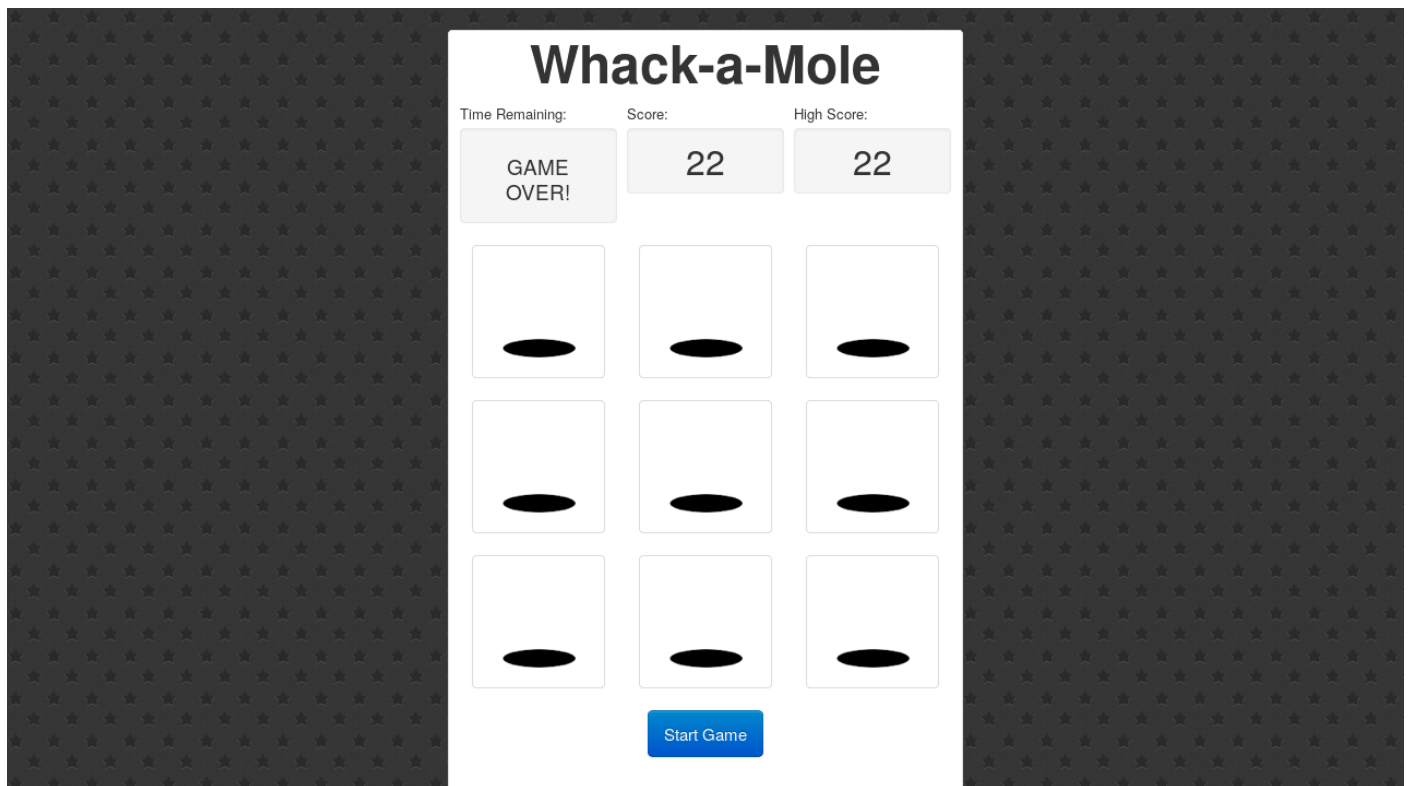 Whack-a-Mole
Time Remaining:
Score:
High Score:
GAME
OVER!
22
22
Start Game